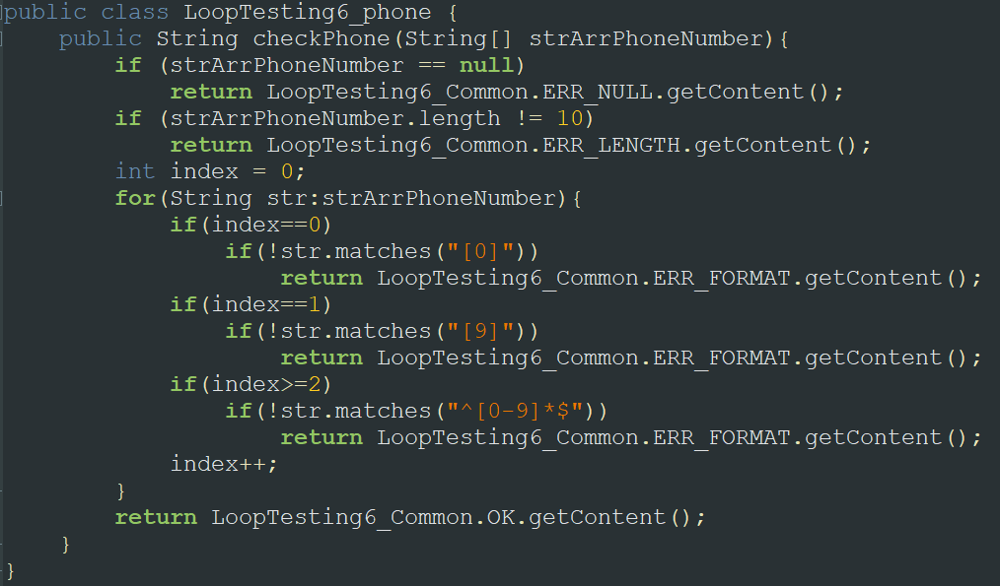 public class LoopTesting6_phone {
    public String checkPhone(String[] strArrPhoneNumber){
        if (strArrPhoneNumber == null)
            return LoopTesting6_Common.ERR_NULL.getContent();
        if (strArrPhoneNumber.length != 10)
            return LoopTesting6_Common.ERR_LENGTH.getContent();
        int index = 0;
        for(String str:strArrPhoneNumber){
            if(index==0)
                if(!str.matches("[0]"))
                    return LoopTesting6_Common.ERR_FORMAT.getContent();
            if(index==1)
                if(!str.matches("[9]"))
                    return LoopTesting6_Common.ERR_FORMAT.getContent();
            if(index>=2)
                if(!str.matches("^[0-9]*$"))
                    return LoopTesting6_Common.ERR_FORMAT.getContent();
            index++;
        }
        return LoopTesting6_Common.OK.getContent();
    }
}